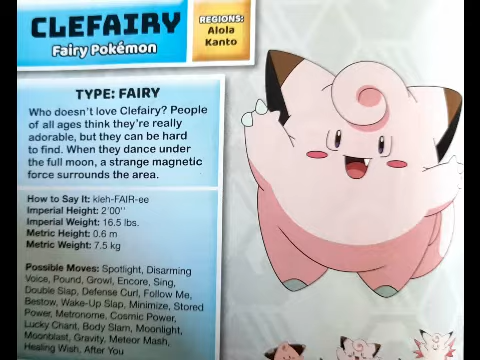 CLEFAIRY
Fairy Pokémon
REGIONS:
Alola
Kanto
TYPE: FAIRY
Who doesn't love Clefairy? People
of all ages think they're really
adorable, but they can be hard
to find. When they dance under
the full moon, a strange magnetic
force surrounds the area.
How to Say It: kleh-FAIR-ee
Imperial Height: 2'00''
Imperial Weight: 16.5 lbs.
Metric Height: 0.6 m
Metric Weight: 7.5 kg
Possible Moves: Spotlight, Disarming
Voice, Pound, Growl, Encore, Sing,
Double Slap, Defense Curl, Follow Me,
Bestow, Wake-Up Slap, Minimize, Stored
Power, Metronome, Cosmic Power,
Lucky Chant, Body Slam, Moonlight,
Moonblast, Gravity, Meteor Mash,
Healing Wish, After You